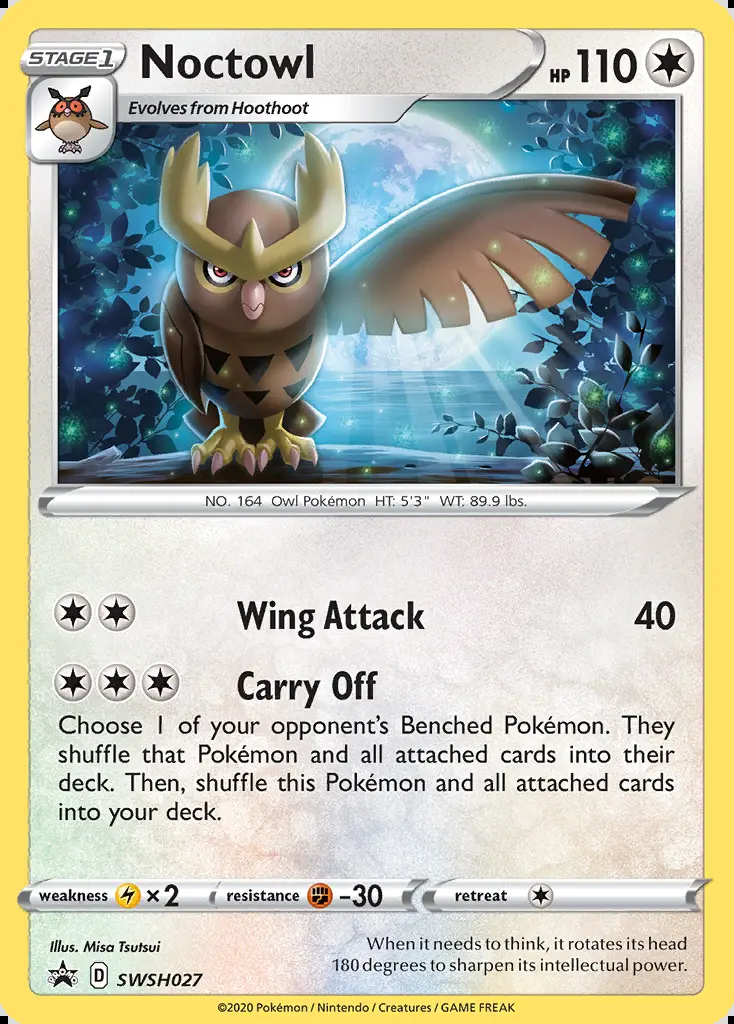 STAGE 1
Noctowl
HP 110
Evolves from Hoothoot
NO. 164 Owl Pokémon HT: 5'3" WT: 89.9 lbs.
Wing Attack 40
Carry Off
Choose 1 of your opponent's Benched Pokémon. They
shuffle that Pokémon and all attached cards into their
deck. Then, shuffle this Pokémon and all attached cards
into your deck.
weakness ×2 resistance -30 retreat
Illus. Misa Tsutsui
When it needs to think, it rotates its head
180 degrees to sharpen its intellectual power.
D SWSH027
©2020 Pokémon / Nintendo / Creatures / GAME FREAK